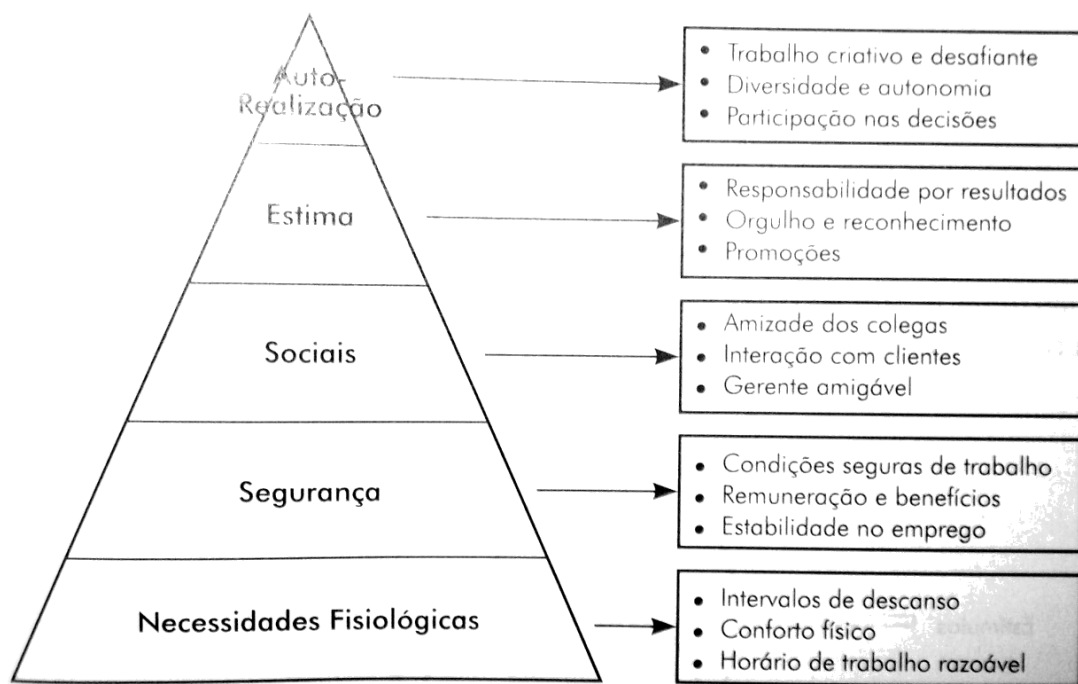 Auto-
Realização
• Trabalho criativo e desafiante
• Diversidade e autonomia
• Participação nas decisões
Estima
• Responsabilidade por resultados
• Orgulho e reconhecimento
• Promoções
Sociais
• Amizade dos colegas
• Interação com clientes
• Gerente amigável
Segurança
• Condições seguras de trabalho
• Remuneração e benefícios
• Estabilidade no emprego
Necessidades Fisiológicas
• Intervalos de descanso
• Conforto físico
• Horário de trabalho razoável